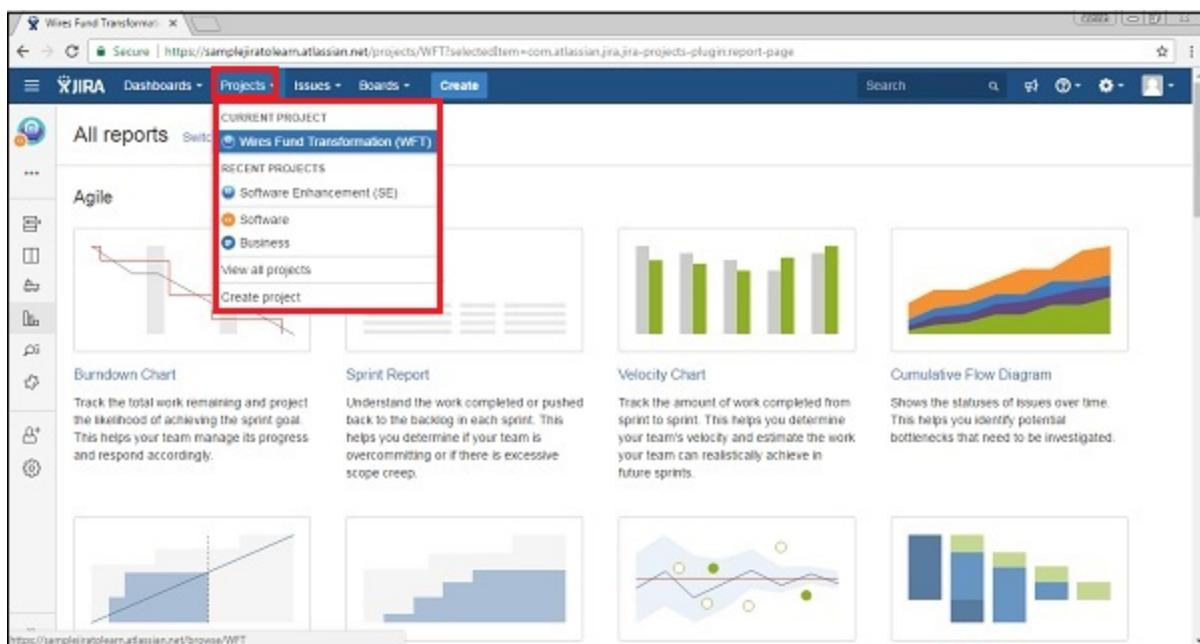 Wires Fund Transformati
Secure | https://samplejiratolearn.atlassian.net/projects/WFT?selectedItem=com.atlassian.jira.jira-projects-plugin:report-page
JIRA Dashboards Projects Issues Boards Create Search
All reports Switc
CURRENT PROJECT
Wires Fund Transformation (WFT)
RECENT PROJECTS
Software Enhancement (SE)
Software
Business
View all projects
Create project
Agile
Burndown Chart
Track the total work remaining and project
the likelihood of achieving the sprint goal.
This helps your team manage its progress
and respond accordingly.
Sprint Report
Understand the work completed or pushed
back to the backlog in each sprint. This
helps you determine if your team is
overcommitting or if there is excessive
scope creep.
Velocity Chart
Track the amount of work completed from
sprint to sprint. This helps you determine
your team's velocity and estimate the work
your team can realistically achieve in
future sprints.
Cumulative Flow Diagram
Shows the statuses of issues over time.
This helps you identify potential
bottlenecks that need to be investigated.
https://samplejiratolearn.atlassian.net/browse/WFT